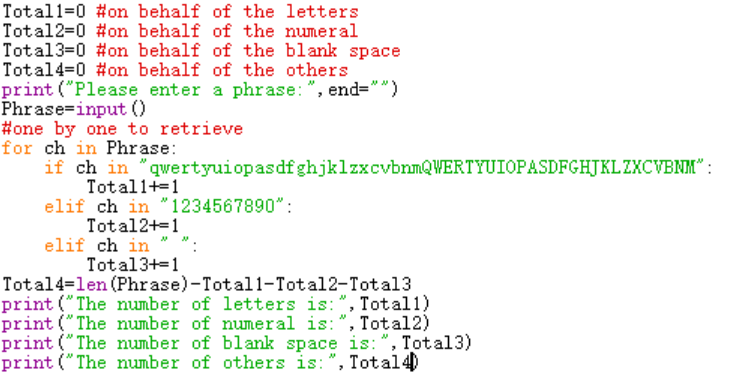 Total1=0 #on behalf of the letters
Total2=0 #on behalf of the numeral
Total3=0 #on behalf of the blank space
Total4=0 #on behalf of the others
print("Please enter a phrase:",end="")
Phrase=input()
#one by one to retrieve
for ch in Phrase:
    if ch in "qwertyuiopasdfghjklzxcvbnmQWERTYUIOPASDFGHJKLZXCVBNM":
        Total1+=1
    elif ch in "1234567890":
        Total2+=1
    elif ch in " ":
        Total3+=1
Total4=len(Phrase)-Total1-Total2-Total3
print("The number of letters is:",Total1)
print("The number of numeral is:",Total2)
print("The number of blank space is:",Total3)
print("The number of others is:",Total4)